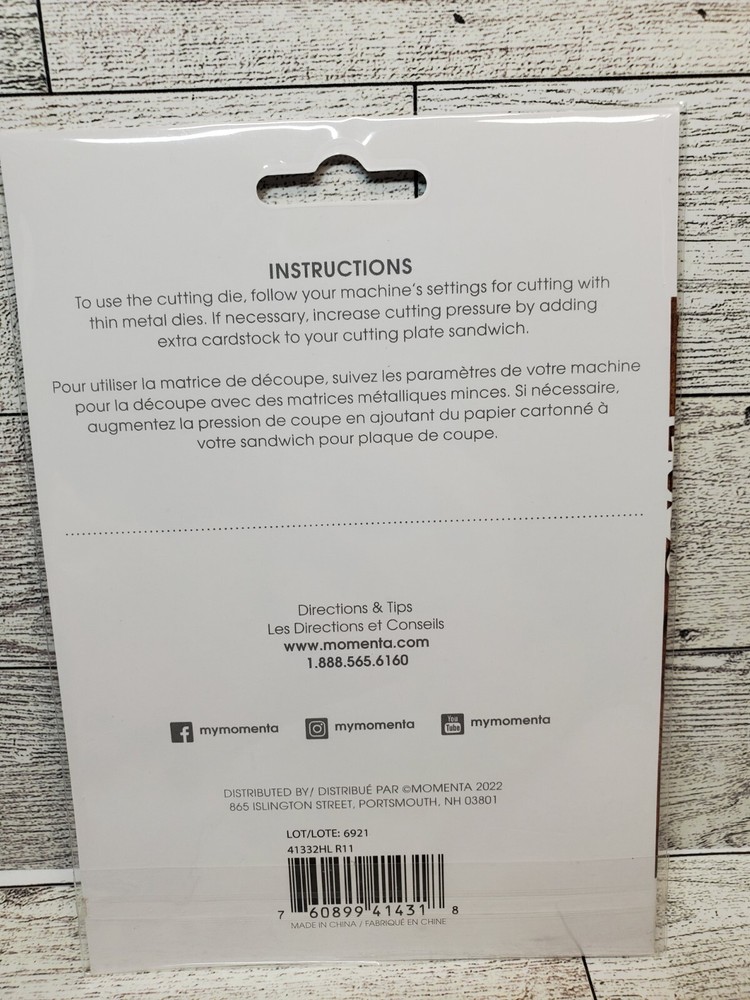 INSTRUCTIONS
To use the cutting die, follow your machine's settings for cutting with
thin metal dies. If necessary, increase cutting pressure by adding
extra cardstock to your cutting plate sandwich.
Pour utiliser la matrice de découpe, suivez les paramètres de votre machine
pour la découpe avec des matrices métalliques minces. Si nécessaire,
augmentez la pression de coupe en ajoutant du papier cartonné à
votre sandwich pour plaque de coupe.
Directions & Tips
Les Directions et Conseils
www.momenta.com
1.888.565.6160
mymomenta mymomenta You Tube mymomenta
DISTRIBUTED BY/ DISTRIBUÉ PAR ©MOMENTA 2022
865 ISLINGTON STREET, PORTSMOUTH, NH 03801
LOT/LOTE: 6921
41332HL R11
7 60899 41431 8
MADE IN CHINA / FABRIQUÉ EN CHINE